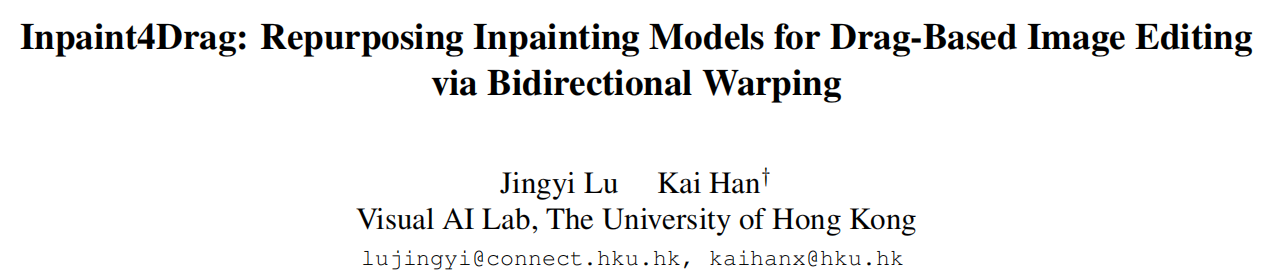 Inpaint4Drag: Repurposing Inpainting Models for Drag-Based Image Editing
via Bidirectional Warping
Jingyi Lu Kai Han†
Visual AI Lab, The University of Hong Kong
lujingyi@connect.hku.hk, kaihanx@hku.hk